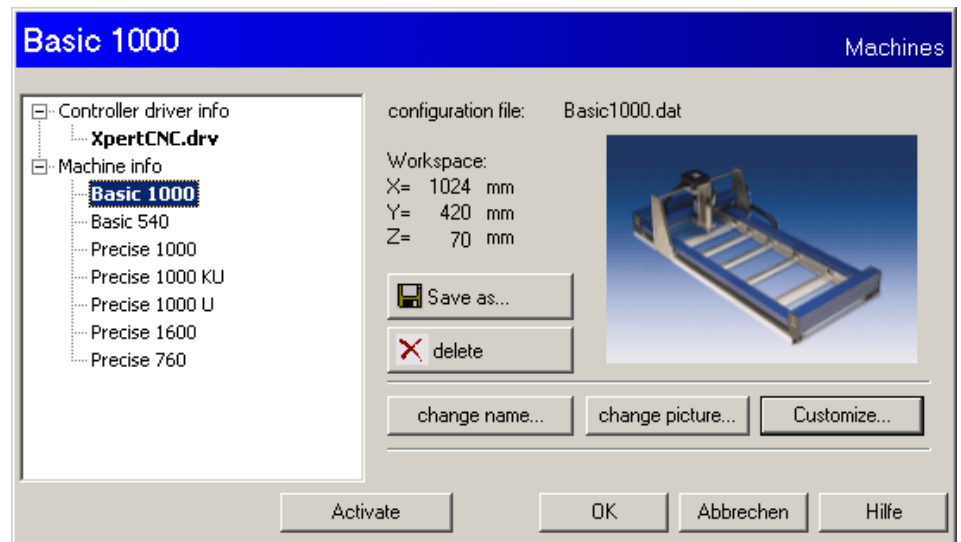 Basic 1000
Machines
Controller driver info
XpertCNC.drv
Machine info
Basic 1000
Basic 540
Precise 1000
Precise 1000 KU
Precise 1000 U
Precise 1600
Precise 760
configuration file: Basic1000.dat
Workspace:
X= 1024 mm
Y= 420 mm
Z= 70 mm
Save as...
delete
change name... change picture... Customize...
Activate OK Abbrechen Hilfe